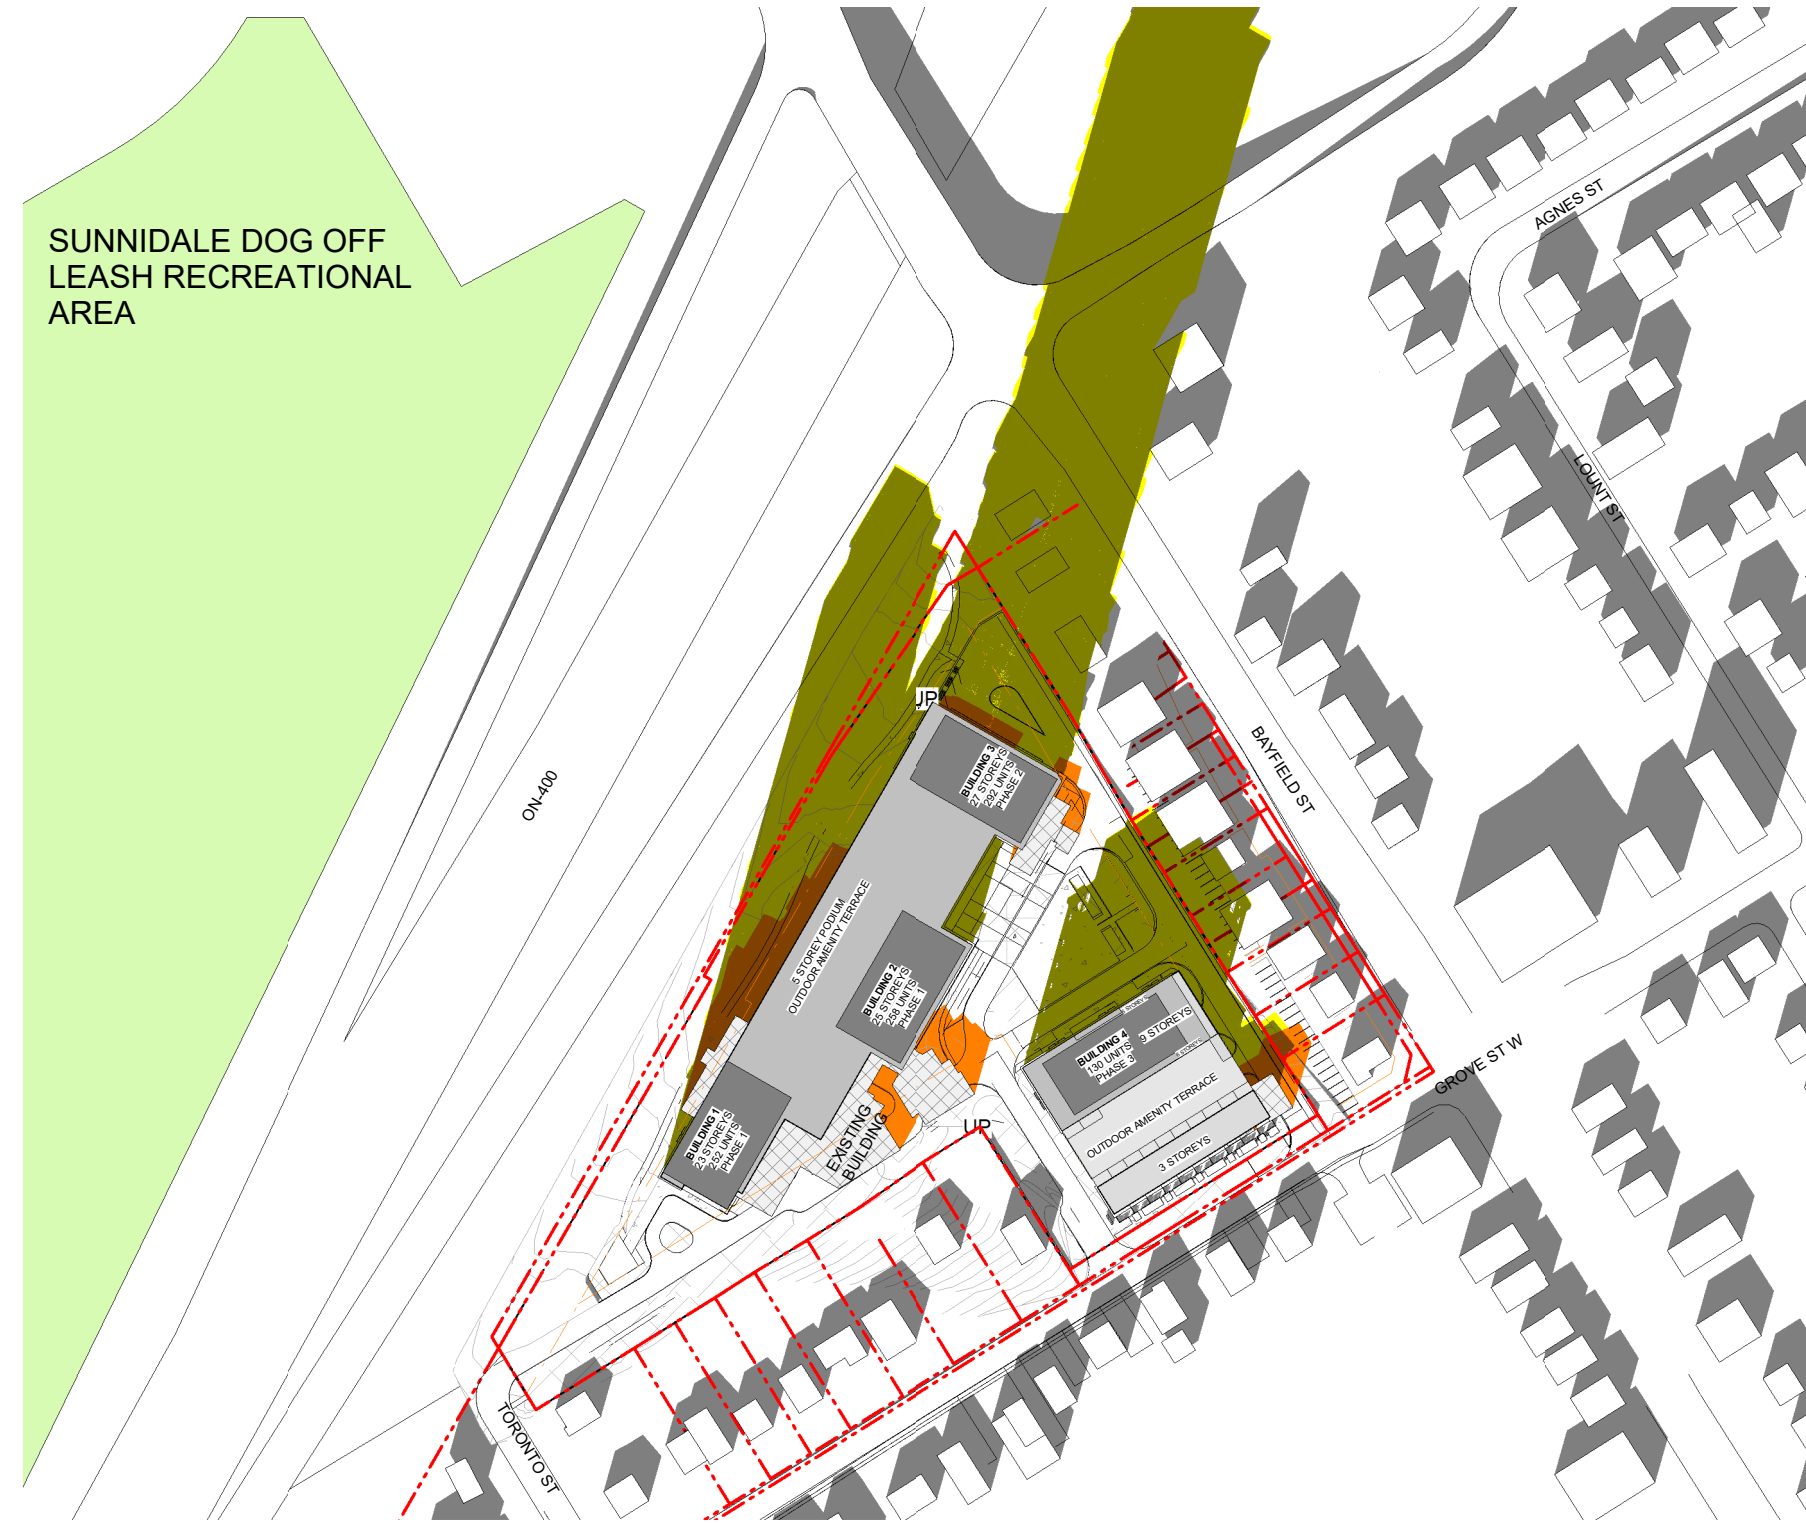 SUNNIDALE DOG OFF
LEASH RECREATIONAL
AREA
AGNES ST
LOUNT ST
ON-400
BAYFIELD ST
GROVE ST W
TORONTO ST
UP
BUILDING 3
27 STOREYS
292 UNITS
PHASE 2
5 STOREY PODIUM
OUTDOOR AMENITY TERRACE
BUILDING 2
25 STOREYS
258 UNITS
PHASE 1
BUILDING 1
23 STOREYS
252 UNITS
PHASE 1
EXISTING
BUILDING
UP
BUILDING 4
130 UNITS
PHASE 3
9 STOREYS
OUTDOOR AMENITY TERRACE
3 STOREYS